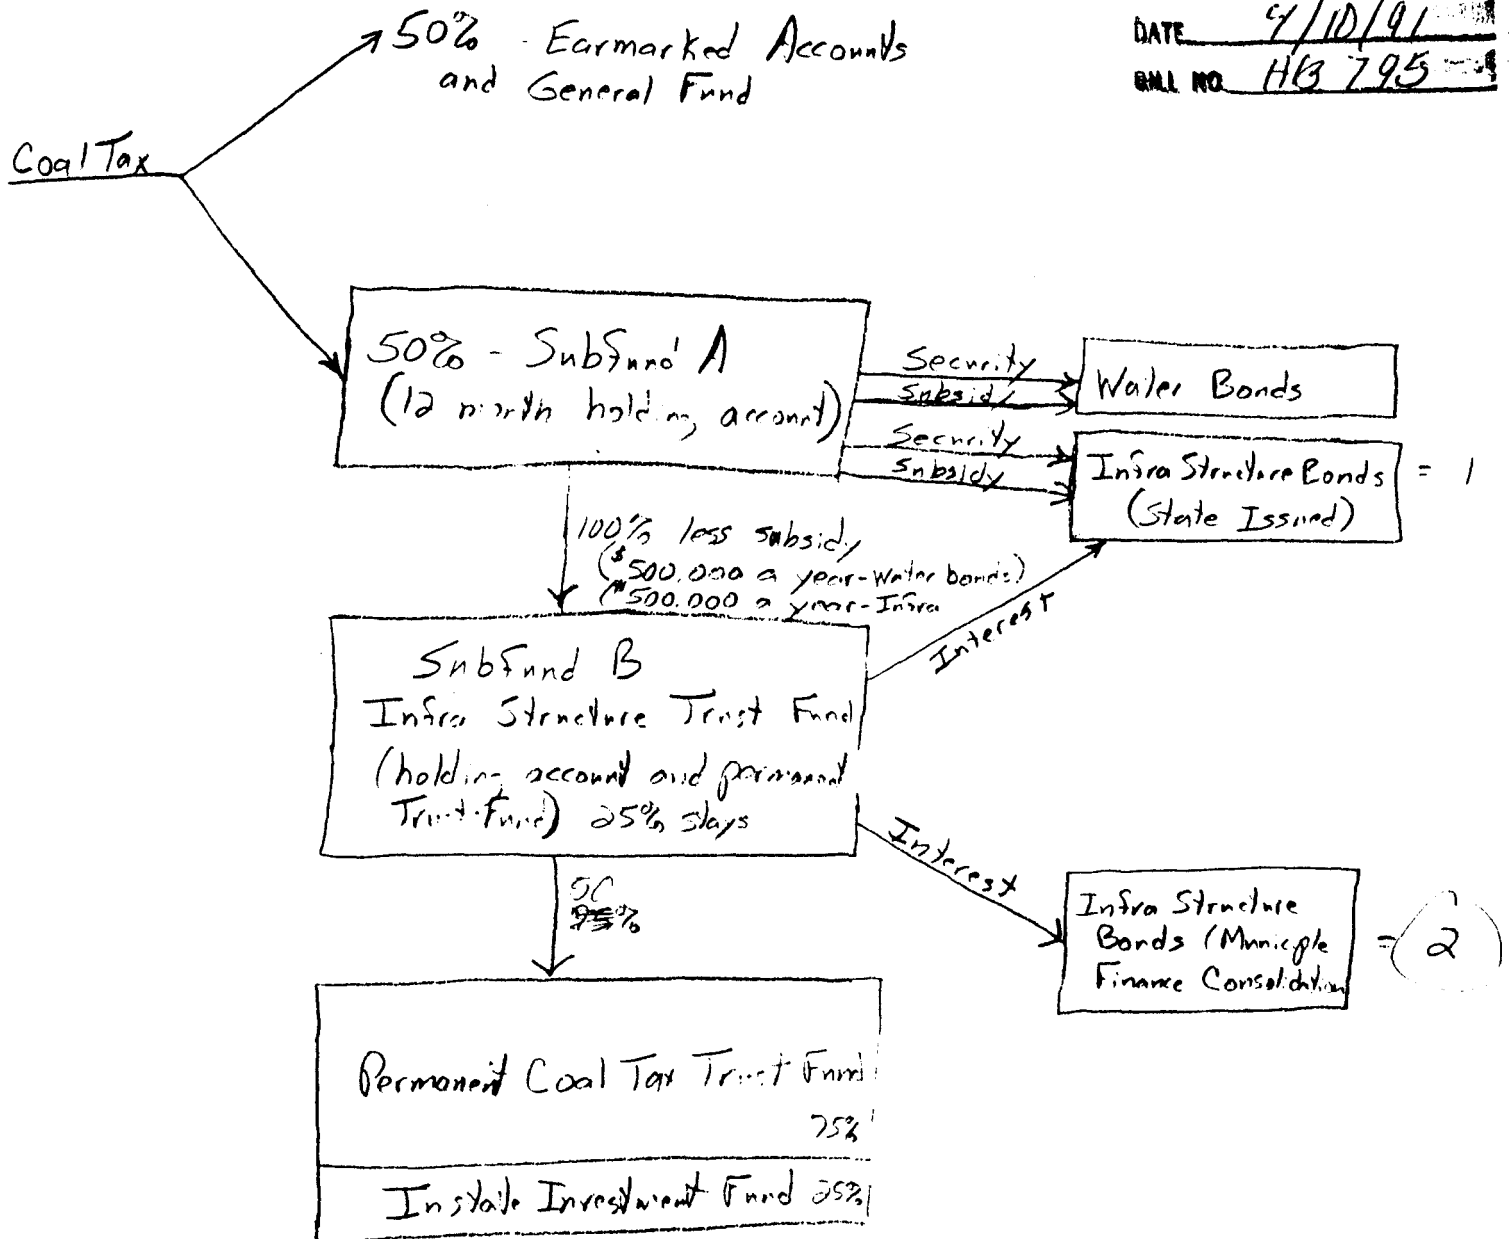 50% - Earmarked Accounts
and General Fund
DATE 4/10/91
BILL NO. HB 795
Coal Tax
50% - Subfund A
(12 month holding account)
Security
Subsidy
Water Bonds
Security
Subsidy
Infra Structure Bonds
(State Issued)
= 1
100% less subsidy
($500,000 a year-Water bonds)
($500,000 a year-Infra
Interest
Subfund B
Infra Structure Trust Fund
(holding account and permanent
Trust Fund) 25% stays
Interest
50
%
Infra Structure
Bonds (Municple
Finance Consolidation
= 2
Permanent Coal Tax Trust Fund
75%
Instate Investment Fund 25%